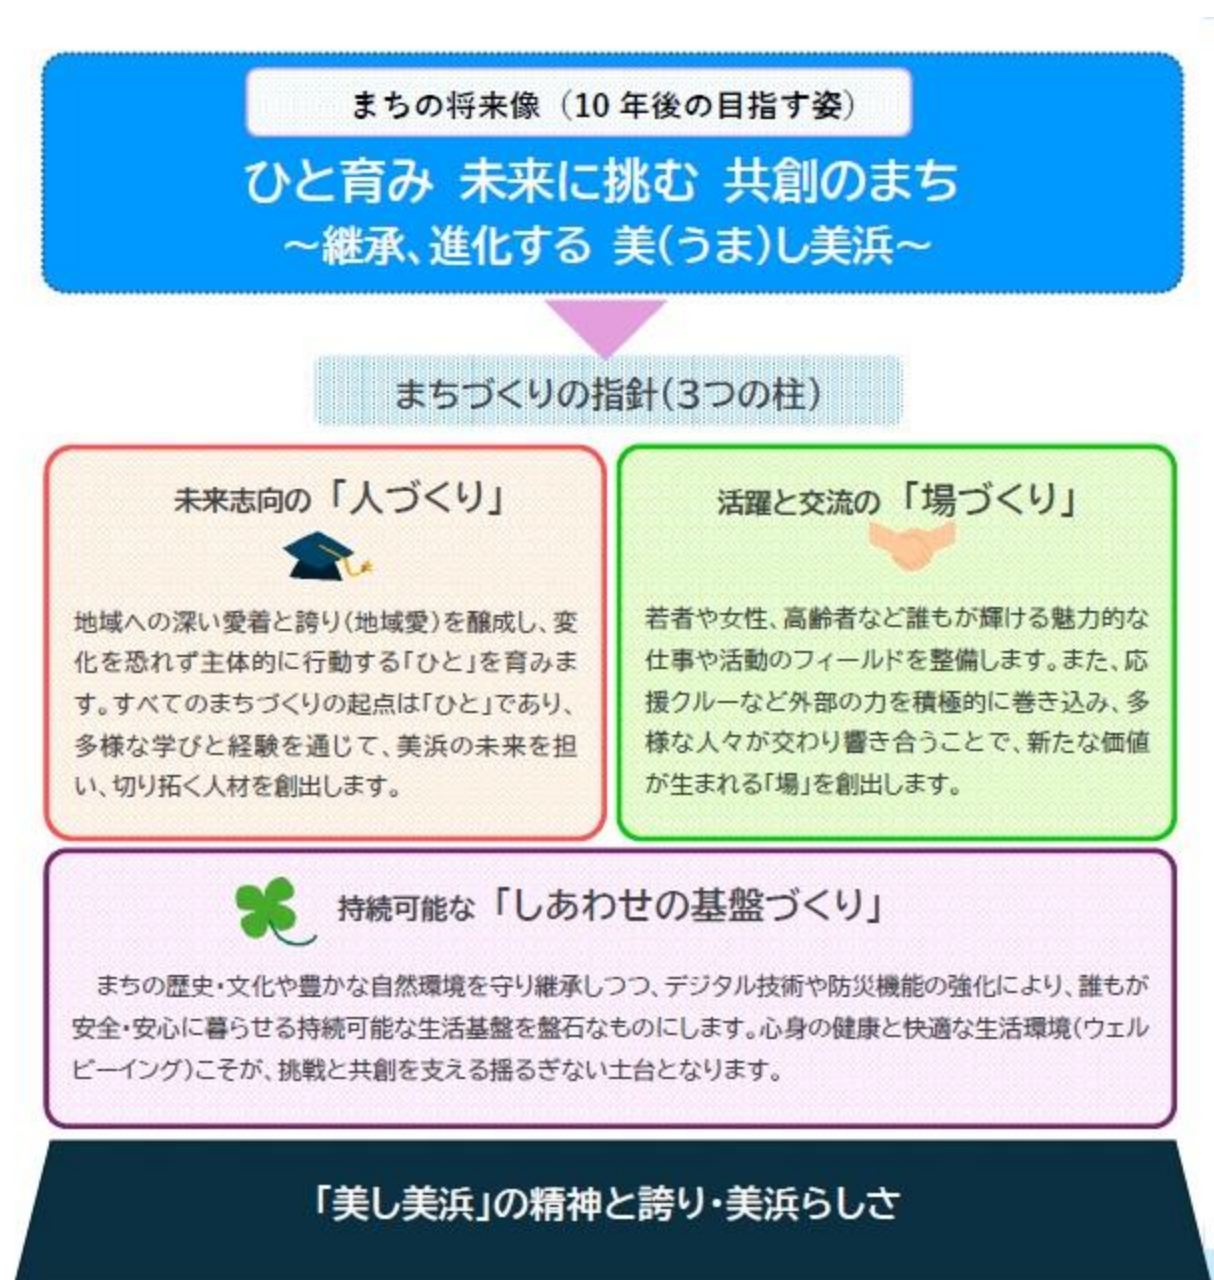 まちの将来像（10年後の目指す姿）
ひと育み 未来に挑む 共創のまち
～継承、進化する 美（うま）し美浜～
まちづくりの指針（3つの柱）
未来志向の「人づくり」
地域への深い愛着と誇り（地域愛）を醸成し、変
化を恐れず主体的に行動する「ひと」を育みま
す。すべてのまちづくりの起点は「ひと」であり、
多様な学びと経験を通じて、美浜の未来を担
い、切り拓く人材を創出します。
活躍と交流の「場づくり」
若者や女性、高齢者など誰もが輝ける魅力的な
仕事や活動のフィールドを整備します。また、応
援クルーなど外部の力を積極的に巻き込み、多
様な人々が交わり響き合うことで、新たな価値
が生まれる「場」を創出します。
持続可能な「しあわせの基盤づくり」
まちの歴史・文化や豊かな自然環境を守り継承しつつ、デジタル技術や防災機能の強化により、誰もが
安全・安心に暮らせる持続可能な生活基盤を盤石なものにします。心身の健康と快適な生活環境（ウェル
ビーイング）こそが、挑戦と共創を支える揺るぎない土台となります。
「美し美浜」の精神と誇り・美浜らしさ